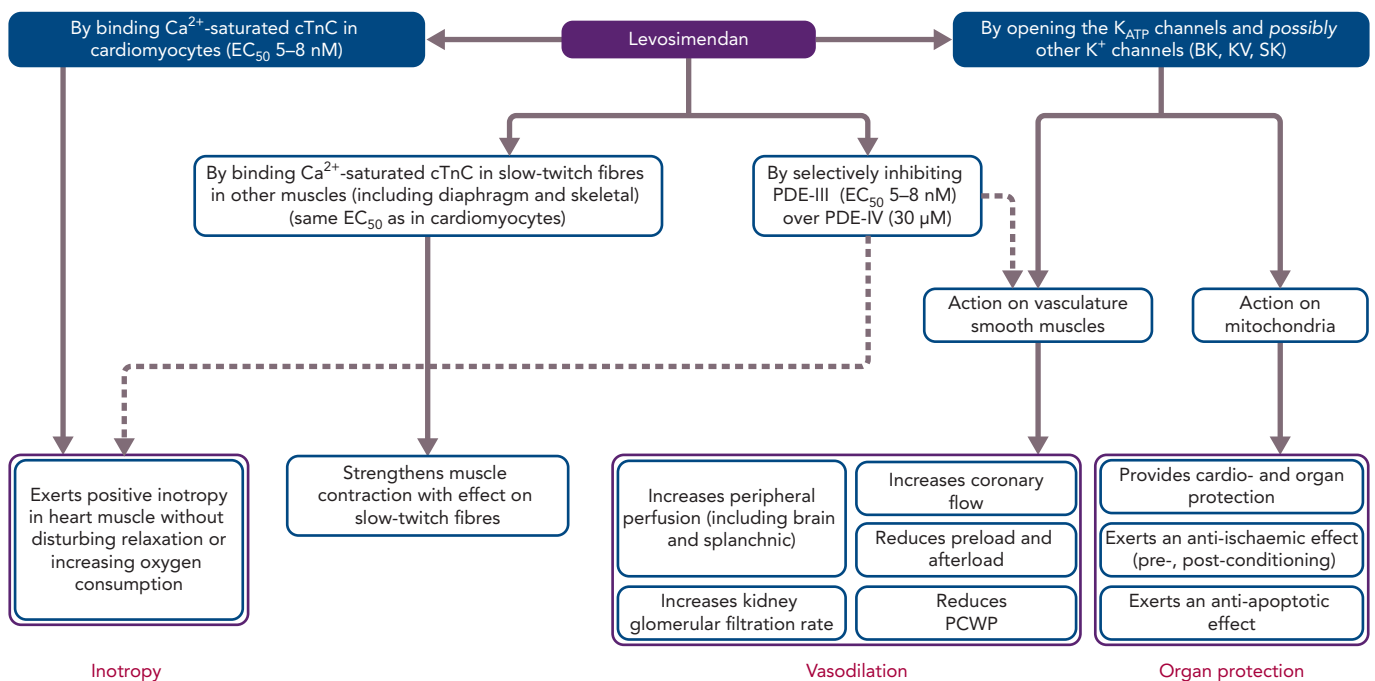 By binding Ca²⁺-saturated cTnC in
cardiomyocytes (EC₅₀ 5–8 nM)
Levosimendan
By opening the K_ATP channels and possibly
other K⁺ channels (BK, KV, SK)
By binding Ca²⁺-saturated cTnC in slow-twitch fibres
in other muscles (including diaphragm and skeletal)
(same EC₅₀ as in cardiomyocytes)
By selectively inhibiting
PDE-III (EC₅₀ 5–8 nM)
over PDE-IV (30 µM)
Action on vasculature
smooth muscles
Action on
mitochondria
Exerts positive inotropy
in heart muscle without
disturbing relaxation or
increasing oxygen
consumption
Strengthens muscle
contraction with effect on
slow-twitch fibres
Increases peripheral
perfusion (including brain
and splanchnic)
Increases kidney
glomerular filtration rate
Increases coronary
flow
Reduces preload and
afterload
Reduces
PCWP
Provides cardio- and organ
protection
Exerts an anti-ischaemic effect
(pre-, post-conditioning)
Exerts an anti-apoptotic
effect
Inotropy
Vasodilation
Organ protection